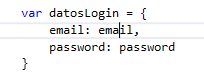 var datosLogin = {
email: email,
password: password
}